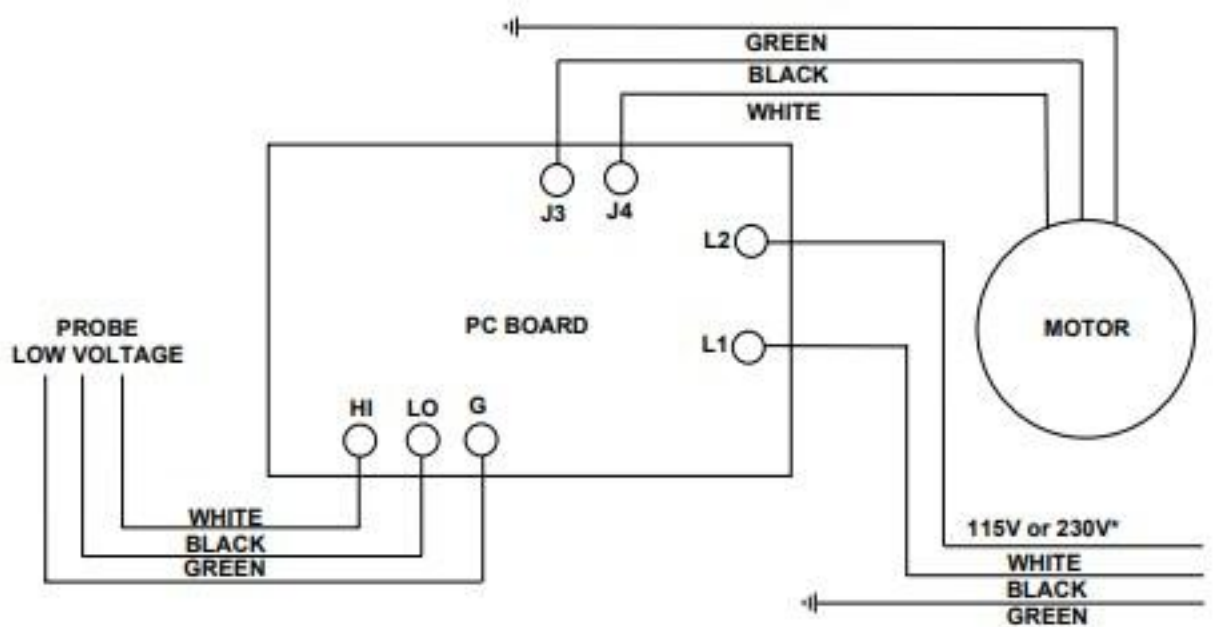 GREEN
BLACK
WHITE
J3 J4
L2
PC BOARD
MOTOR
PROBE
LOW VOLTAGE
L1
HI LO G
WHITE
BLACK
GREEN
115V or 230V*
WHITE
BLACK
GREEN